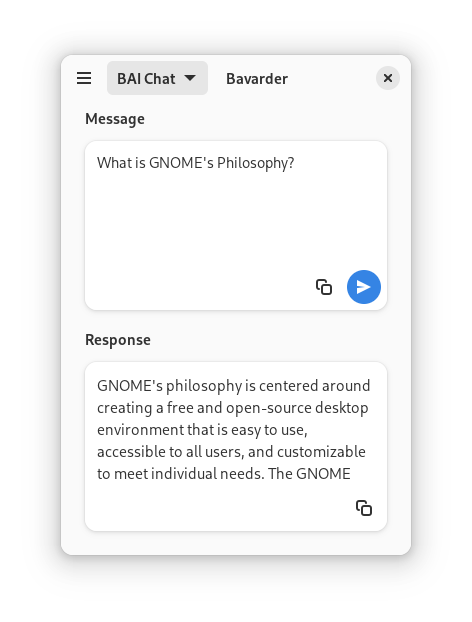 BAI Chat
Bavarder
Message
What is GNOME's Philosophy?
Response
GNOME's philosophy is centered around
creating a free and open-source desktop
environment that is easy to use,
accessible to all users, and customizable
to meet individual needs. The GNOME